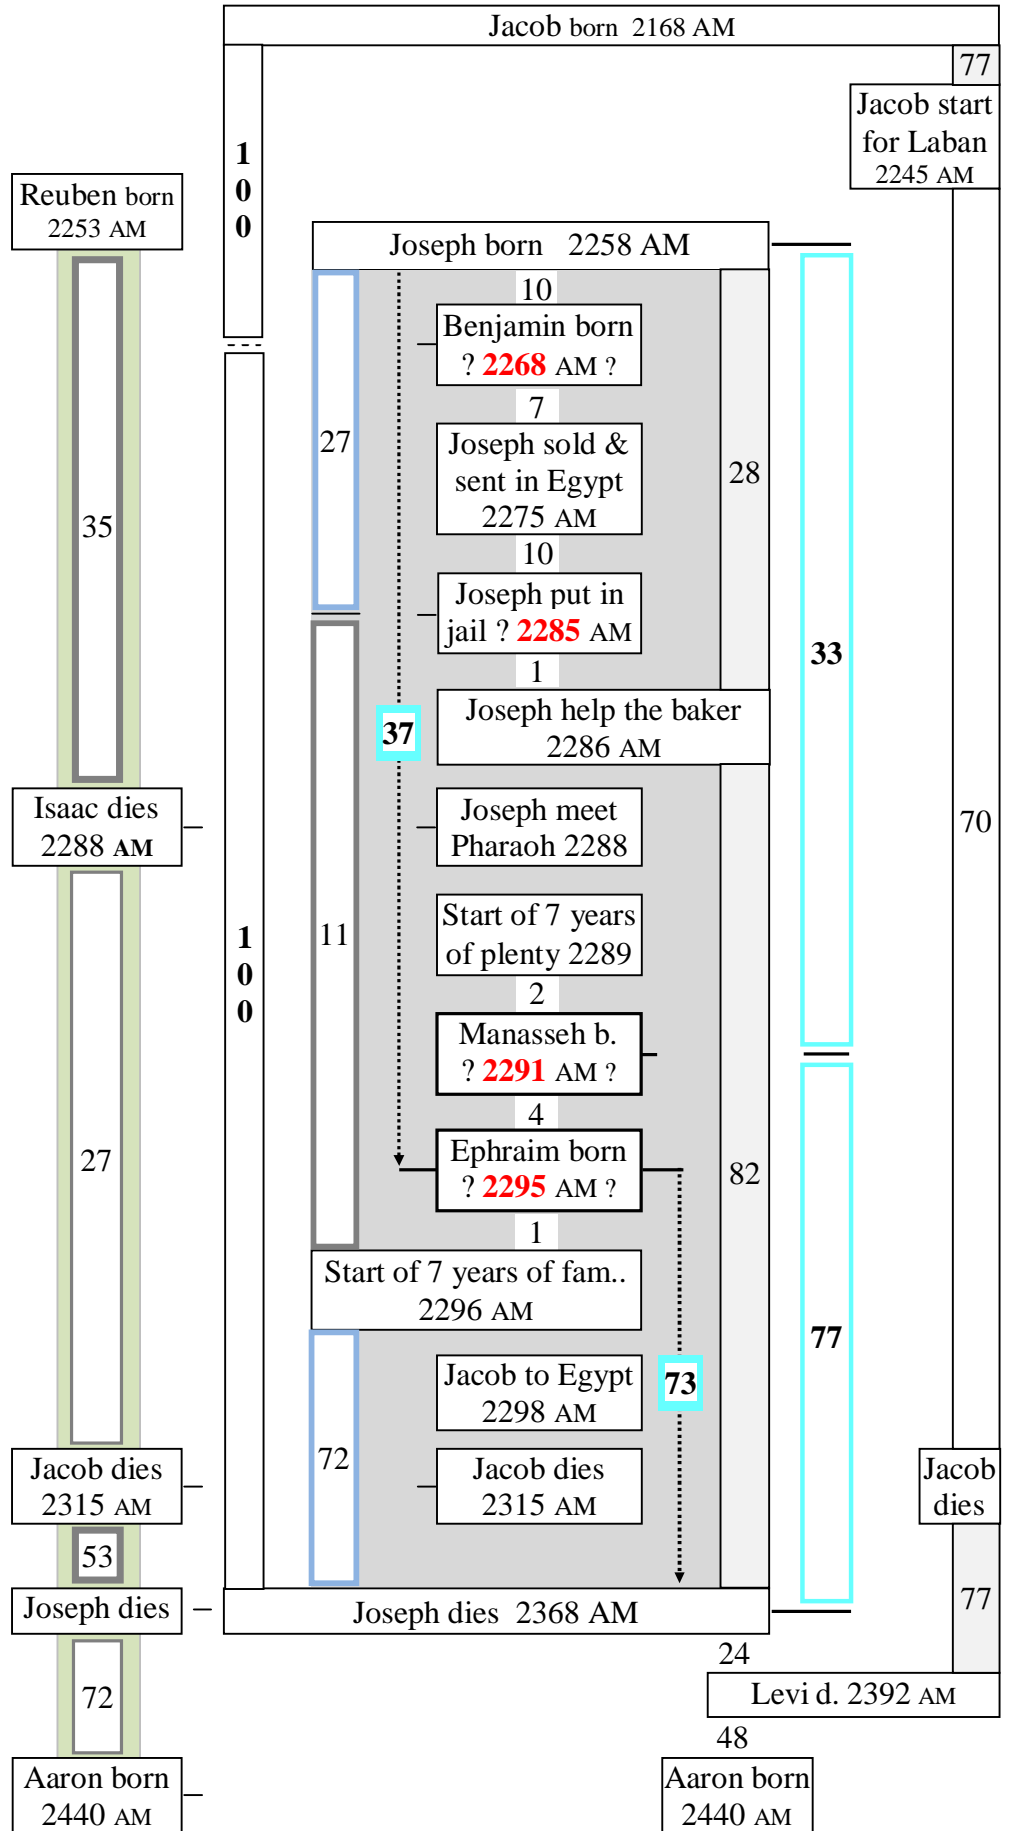 Jacob born 2168 AM
77
Jacob start
for Laban
2245 AM
1
0
0
Reuben born
2253 AM
Joseph born 2258 AM
10
Benjamin born
? 2268 AM ?
7
27
Joseph sold &
sent in Egypt
2275 AM
28
35
10
Joseph put in
jail ? 2285 AM
33
1
Joseph help the baker
2286 AM
37
Isaac dies
2288 AM
Joseph meet
Pharaoh 2288
70
1
0
0
11
Start of 7 years
of plenty 2289
2
Manasseh b.
? 2291 AM ?
4
27
Ephraim born
? 2295 AM ?
82
1
Start of 7 years of fam..
2296 AM
77
Jacob to Egypt
2298 AM
73
72
Jacob dies
2315 AM
Jacob dies
2315 AM
Jacob
dies
53
Joseph dies
Joseph dies 2368 AM
77
24
72
Levi d. 2392 AM
48
Aaron born
2440 AM
Aaron born
2440 AM